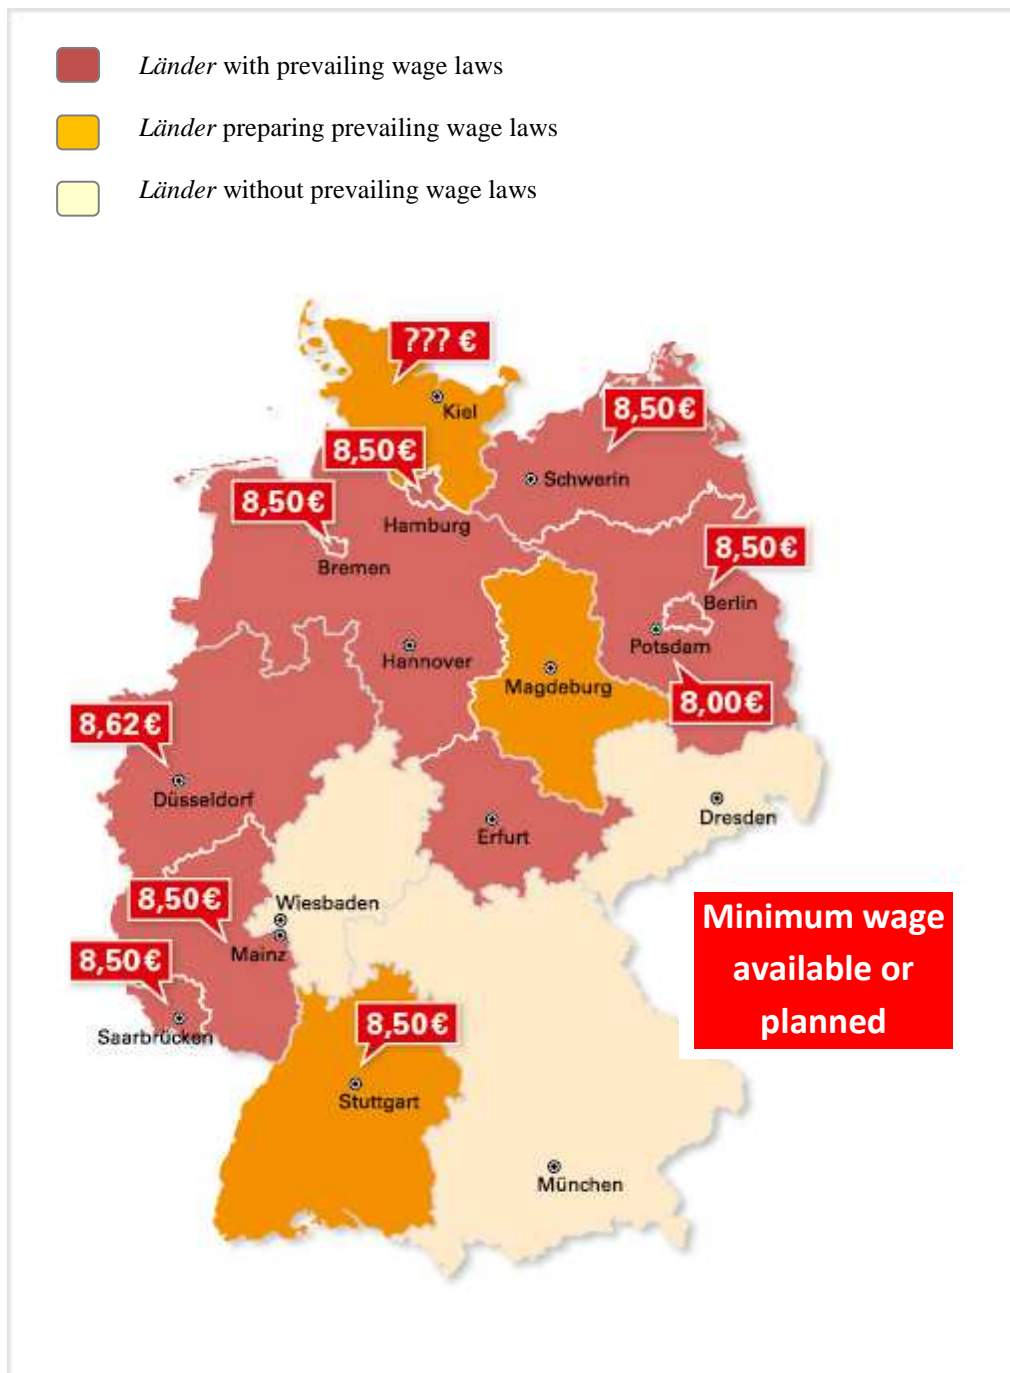 Länder with prevailing wage laws
Länder preparing prevailing wage laws
Länder without prevailing wage laws
??? €
Kiel
8,50€
8,50€
Schwerin
8,50€
Hamburg
8,50€
Bremen
Berlin
Potsdam
Hannover
Magdeburg
8,00€
8,62€
Düsseldorf
Dresden
Erfurt
8,50€
Wiesbaden
Mainz
Minimum wage
available or
planned
8,50€
Saarbrücken
8,50€
Stuttgart
München